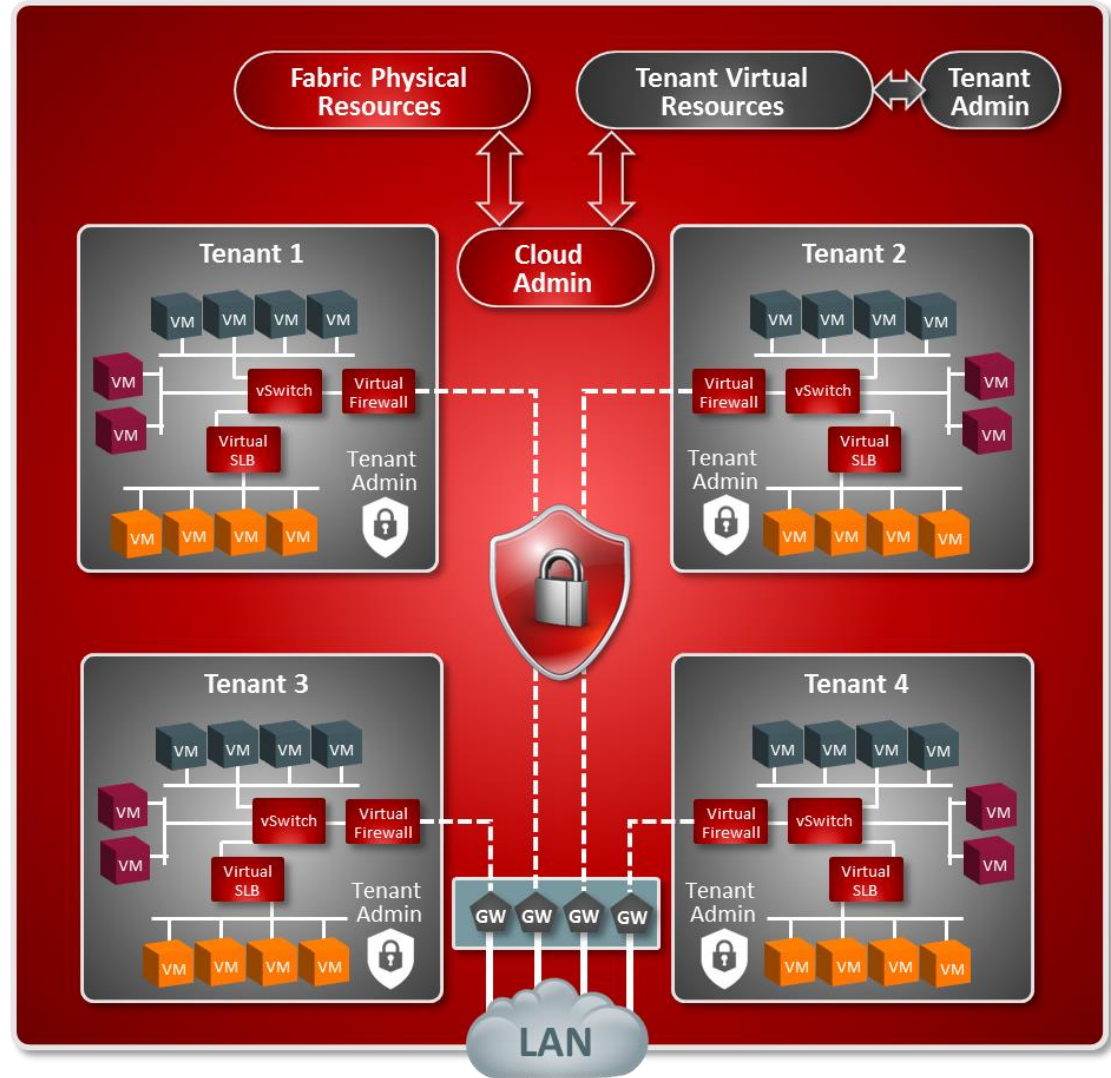 Fabric Physical
Resources
Tenant Virtual
Resources
Tenant
Admin
Cloud
Admin
Tenant 1
VM VM VM VM
VM
VM
vSwitch
Virtual
Firewall
Virtual
SLB
Tenant
Admin
VM VM VM VM
Tenant 2
VM VM VM VM
Virtual
Firewall
vSwitch
VM
VM
Virtual
SLB
Tenant
Admin
VM VM VM VM
Tenant 3
VM VM VM VM
VM
VM
vSwitch
Virtual
Firewall
Virtual
SLB
Tenant
Admin
VM VM VM VM
Tenant 4
VM VM VM VM
Virtual
Firewall
vSwitch
VM
VM
Virtual
SLB
Tenant
Admin
VM VM VM VM
GW GW GW GW
LAN